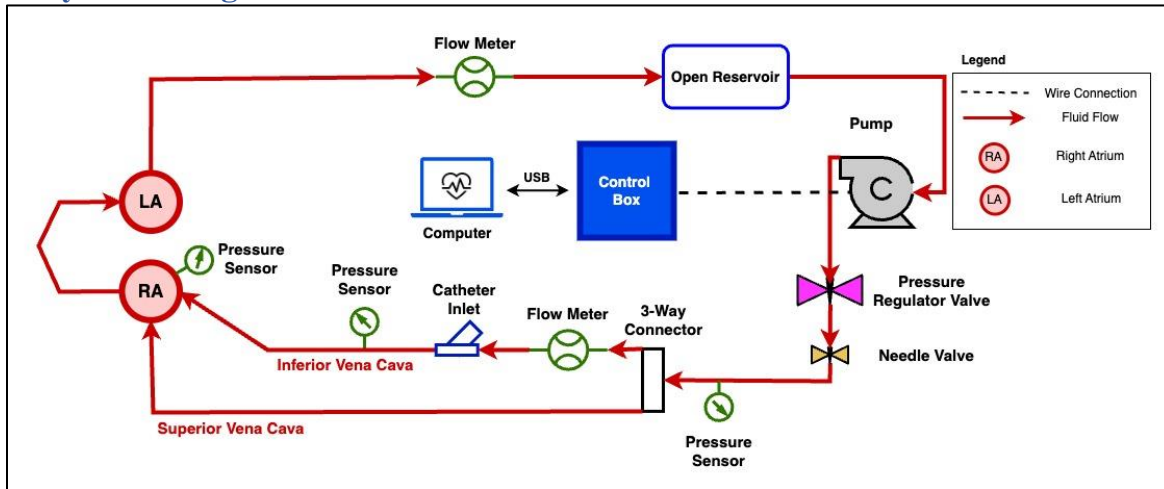 Flow Meter
Open Reservoir
Legend
Wire Connection
Fluid Flow
RA
Right Atrium
LA
Left Atrium
Pump
C
USB
Control
Box
Computer
LA
RA
Pressure
Sensor
Pressure
Sensor
Catheter
Inlet
Flow Meter
3-Way
Connector
Pressure
Regulator Valve
Needle Valve
Inferior Vena Cava
Superior Vena Cava
Pressure
Sensor